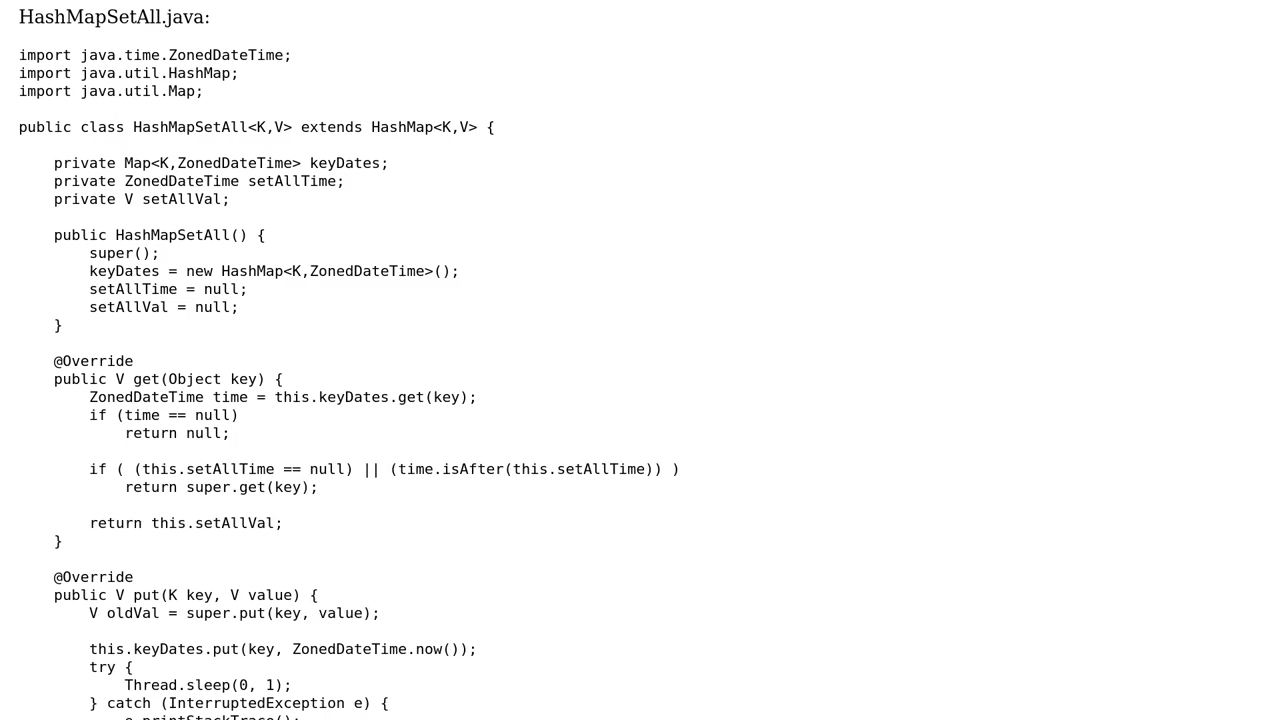 HashMapSetAll.java:
import java.time.ZonedDateTime;
import java.util.HashMap;
import java.util.Map;
public class HashMapSetAll<K,V> extends HashMap<K,V> {
private Map<K,ZonedDateTime> keyDates;
private ZonedDateTime setAllTime;
private V setAllVal;
public HashMapSetAll() {
super();
keyDates = new HashMap<K,ZonedDateTime>();
setAllTime = null;
setAllVal = null;
}
@Override
public V get(Object key) {
ZonedDateTime time = this.keyDates.get(key);
if (time == null)
return null;
if ( (this.setAllTime == null) || (time.isAfter(this.setAllTime)) )
return super.get(key);
return this.setAllVal;
}
@Override
public V put(K key, V value) {
V oldVal = super.put(key, value);
this.keyDates.put(key, ZonedDateTime.now());
try {
Thread.sleep(0, 1);
} catch (InterruptedException e) {
e.printStackTrace();